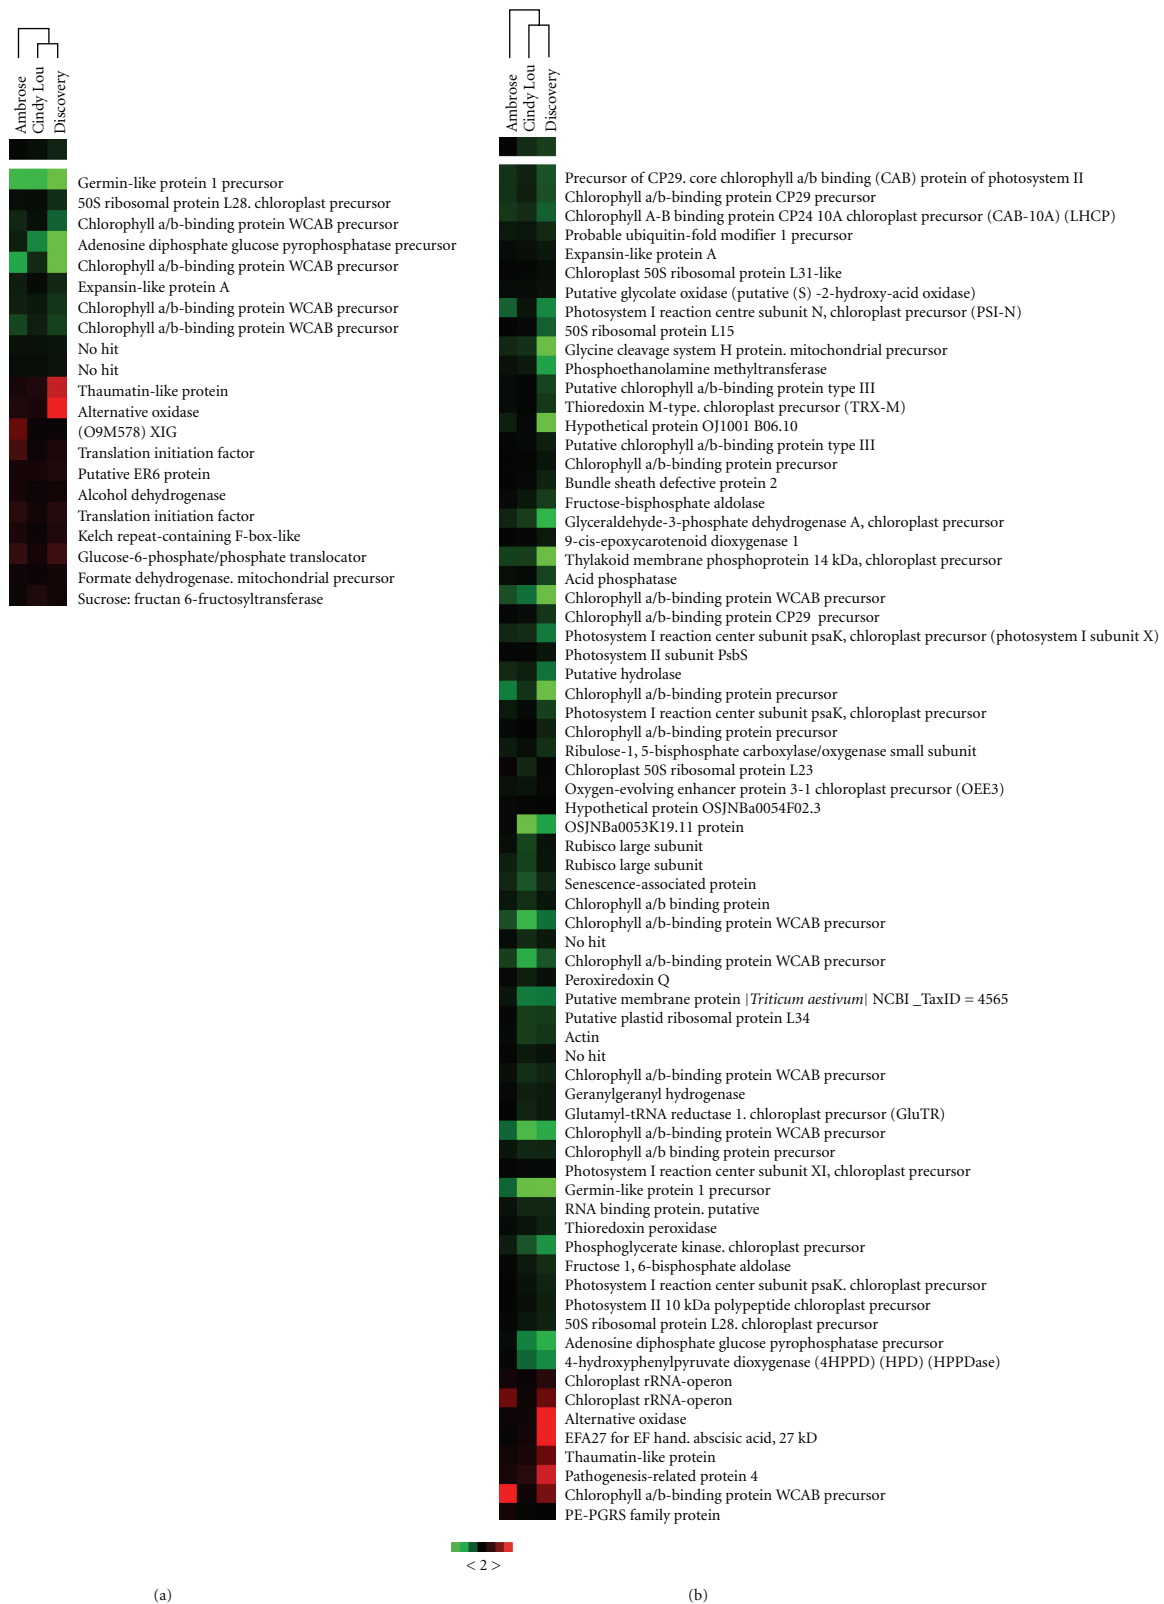 Ambrose
Cindy Lou
Discovery
Germin-like protein 1 precursor
50S ribosomal protein L28. chloroplast precursor
Chlorophyll a/b-binding protein WCAB precursor
Adenosine diphosphate glucose pyrophosphatase precursor
Chlorophyll a/b-binding protein WCAB precursor
Expansin-like protein A
Chlorophyll a/b-binding protein WCAB precursor
Chlorophyll a/b-binding protein WCAB precursor
No hit
No hit
Thaumatin-like protein
Alternative oxidase
(O9M578) XIG
Translation initiation factor
Putative ER6 protein
Alcohol dehydrogenase
Translation initiation factor
Kelch repeat-containing F-box-like
Glucose-6-phosphate/phosphate translocator
Formate dehydrogenase. mitochondrial precursor
Sucrose: fructan 6-fructosyltransferase
(a)
Ambrose
Cindy Lou
Discovery
Precursor of CP29. core chlorophyll a/b binding (CAB) protein of photosystem II
Chlorophyll a/b-binding protein CP29 precursor
Chlorophyll A-B binding protein CP24 10A chloroplast precursor (CAB-10A) (LHCP)
Probable ubiquitin-fold modifier 1 precursor
Expansin-like protein A
Chloroplast 50S ribosomal protein L31-like
Putative glycolate oxidase (putative (S) -2-hydroxy-acid oxidase)
Photosystem I reaction centre subunit N, chloroplast precursor (PSI-N)
50S ribosomal protein L15
Glycine cleavage system H protein. mitochondrial precursor
Phosphoethanolamine methyltransferase
Putative chlorophyll a/b-binding protein type III
Thioredoxin M-type. chloroplast precursor (TRX-M)
Hypothetical protein OJ1001 B06.10
Putative chlorophyll a/b-binding protein type III
Chlorophyll a/b-binding protein precursor
Bundle sheath defective protein 2
Fructose-bisphosphate aldolase
Glyceraldehyde-3-phosphate dehydrogenase A, chloroplast precursor
9-cis-epoxycarotenoid dioxygenase 1
Thylakoid membrane phosphoprotein 14 kDa, chloroplast precursor
Acid phosphatase
Chlorophyll a/b-binding protein WCAB precursor
Chlorophyll a/b-binding protein CP29 precursor
Photosystem I reaction center subunit psaK, chloroplast precursor (photosystem I subunit X)
Photosystem II subunit PsbS
Putative hydrolase
Chlorophyll a/b-binding protein precursor
Photosystem I reaction center subunit psaK, chloroplast precursor
Chlorophyll a/b-binding protein precursor
Ribulose-1, 5-bisphosphate carboxylase/oxygenase small subunit
Chloroplast 50S ribosomal protein L23
Oxygen-evolving enhancer protein 3-1 chloroplast precursor (OEE3)
Hypothetical protein OSJNBa0054F02.3
OSJNBa0053K19.11 protein
Rubisco large subunit
Rubisco large subunit
Senescence-associated protein
Chlorophyll a/b binding protein
Chlorophyll a/b-binding protein WCAB precursor
No hit
Chlorophyll a/b-binding protein WCAB precursor
Peroxiredoxin Q
Putative membrane protein |Triticum aestivum| NCBI _TaxID = 4565
Putative plastid ribosomal protein L34
Actin
No hit
Chlorophyll a/b-binding protein WCAB precursor
Geranylgeranyl hydrogenase
Glutamyl-tRNA reductase 1. chloroplast precursor (GluTR)
Chlorophyll a/b-binding protein WCAB precursor
Chlorophyll a/b binding protein precursor
Photosystem I reaction center subunit XI, chloroplast precursor
Germin-like protein 1 precursor
RNA binding protein. putative
Thioredoxin peroxidase
Phosphoglycerate kinase. chloroplast precursor
Fructose 1, 6-bisphosphate aldolase
Photosystem I reaction center subunit psaK. chloroplast precursor
Photosystem II 10 kDa polypeptide chloroplast precursor
50S ribosomal protein L28. chloroplast precursor
Adenosine diphosphate glucose pyrophosphatase precursor
4-hydroxyphenylpyruvate dioxygenase (4HPPD) (HPD) (HPPDase)
Chloroplast rRNA-operon
Chloroplast rRNA-operon
Alternative oxidase
EFA27 for EF hand. abscisic acid, 27 kD
Thaumatin-like protein
Pathogenesis-related protein 4
Chlorophyll a/b-binding protein WCAB precursor
PE-PGRS family protein
< 2 >
(b)